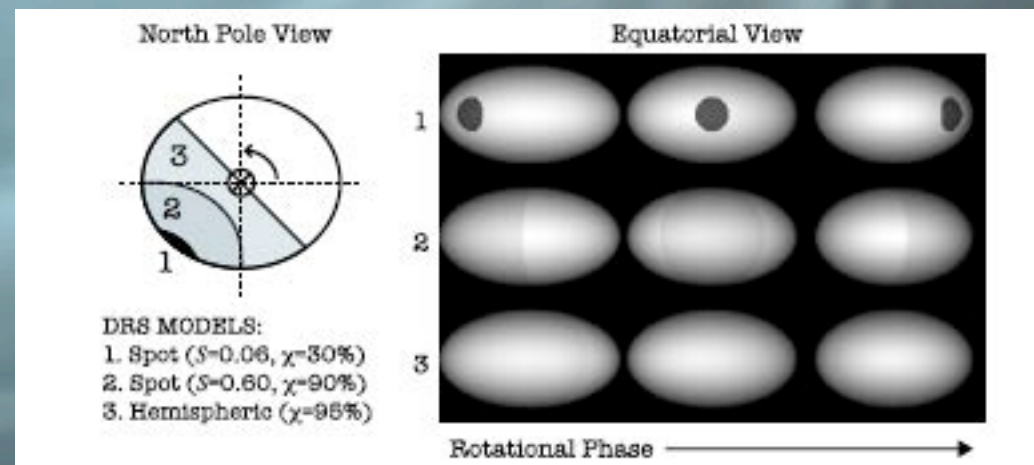 North Pole View
3
2
1
DRS MODELS:
1. Spot (S=0.06, χ=30%)
2. Spot (S=0.60, χ=90%)
3. Hemispheric (χ=95%)
Equatorial View
1
2
3
Rotational Phase